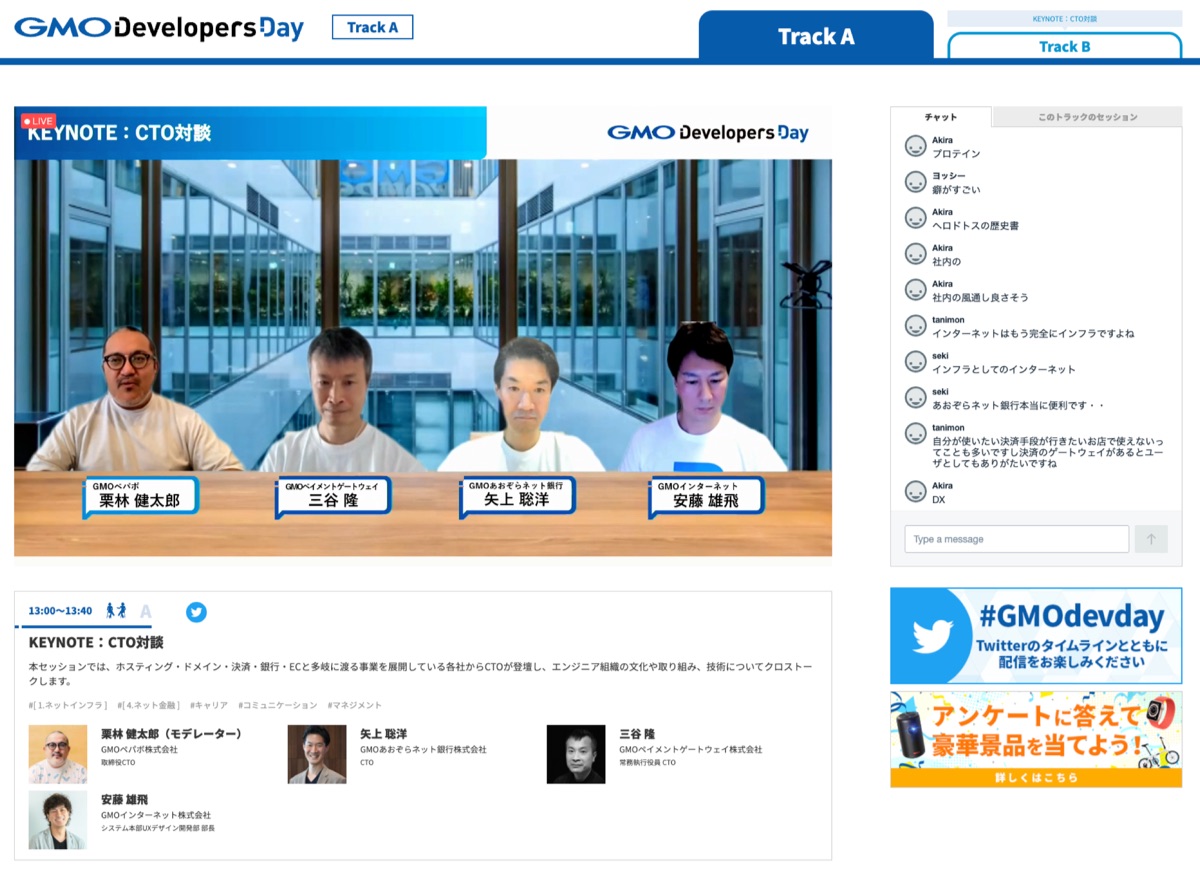 GMO Developers Day
Track A
Track A
KEYNOTE：CTO対談
Track B
LIVE
KEYNOTE：CTO対談
GMO Developers Day
GMO
GMOペパボ
栗林 健太郎
GMOペイメントゲートウェイ
三谷 隆
GMOあおぞらネット銀行
矢上 聡洋
GMOインターネット
安藤 雄飛
チャット
このトラックのセッション
Akira
プロテイン
ヨッシー
癖がすごい
Akira
ヘロドトスの歴史書
Akira
社内の
Akira
社内の風通し良さそう
tanimon
インターネットはもう完全にインフラですよね
seki
インフラとしてのインターネット
seki
あおぞらネット銀行本当に便利です・・
tanimon
自分が使いたい決済手段が行きたいお店で使えないっ
てことも多いですし決済のゲートウェイがあるとユー
ザとしてもありがたいですね
Akira
DX
Type a message
13:00〜13:40
A
KEYNOTE：CTO対談
本セッションでは、ホスティング・ドメイン・決済・銀行・ECと多岐に渡る事業を展開している各社からCTOが登壇し、エンジニア組織の文化や取り組み、技術についてクロストー
クします。
#[ 1.ネットインフラ ] #[ 4.ネット金融 ] #キャリア #コミュニケーション #マネジメント
栗林 健太郎（モデレーター）
GMOペパボ株式会社
取締役CTO
矢上 聡洋
GMOあおぞらネット銀行株式会社
CTO
三谷 隆
GMOペイメントゲートウェイ株式会社
常務執行役員 CTO
安藤 雄飛
GMOインターネット株式会社
システム本部UXデザイン開発部 部長
#GMOdevday
Twitterのタイムラインとともに
配信をお楽しみください
アンケートに答えて
豪華景品を当てよう！
詳しくはこちら